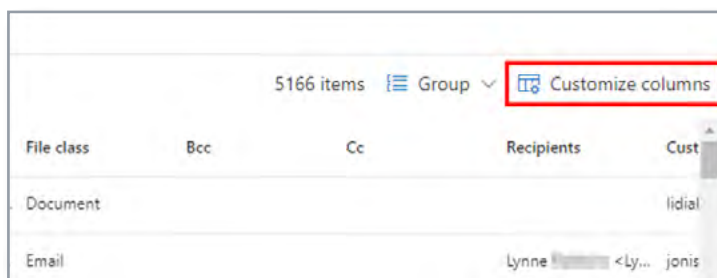 5166 items Group Customize columns
File class Bcc Cc Recipients Cust
Document lidial
Email Lynne <Ly... jonis